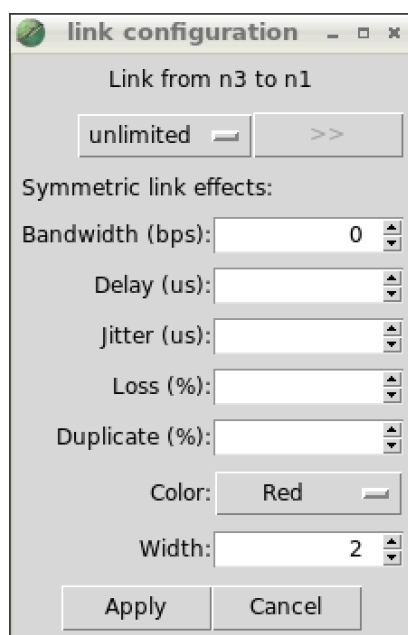 link configuration
Link from n3 to n1
unlimited >>
Symmetric link effects:
Bandwidth (bps): 0
Delay (us):
Jitter (us):
Loss (%):
Duplicate (%):
Color: Red
Width: 2
Apply Cancel